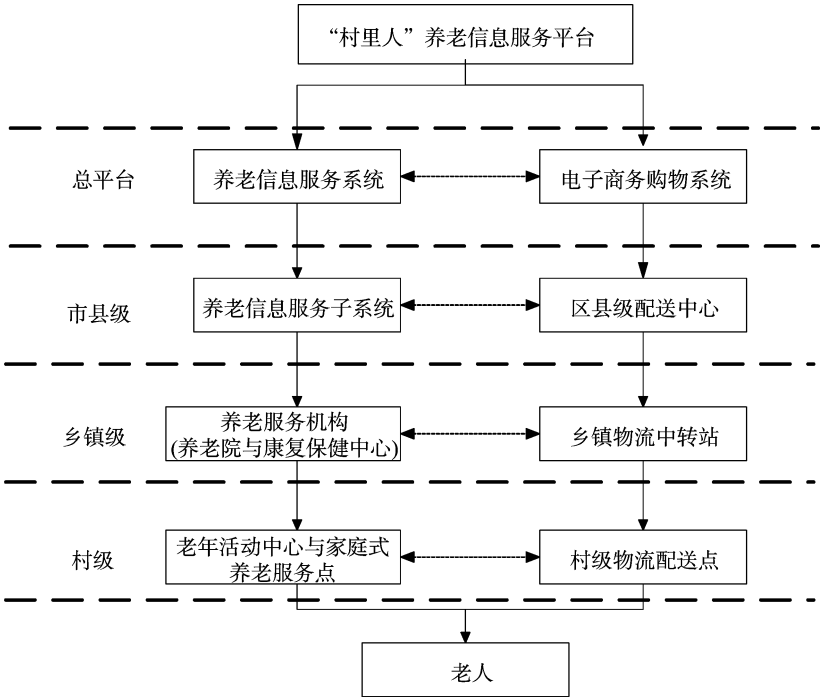 “村里人”养老信息服务平台
总平台
养老信息服务系统
电子商务购物系统
市县级
养老信息服务子系统
区县级配送中心
乡镇级
养老服务机构
(养老院与康复保健中心)
乡镇物流中转站
村级
老年活动中心与家庭式
养老服务点
村级物流配送点
老人